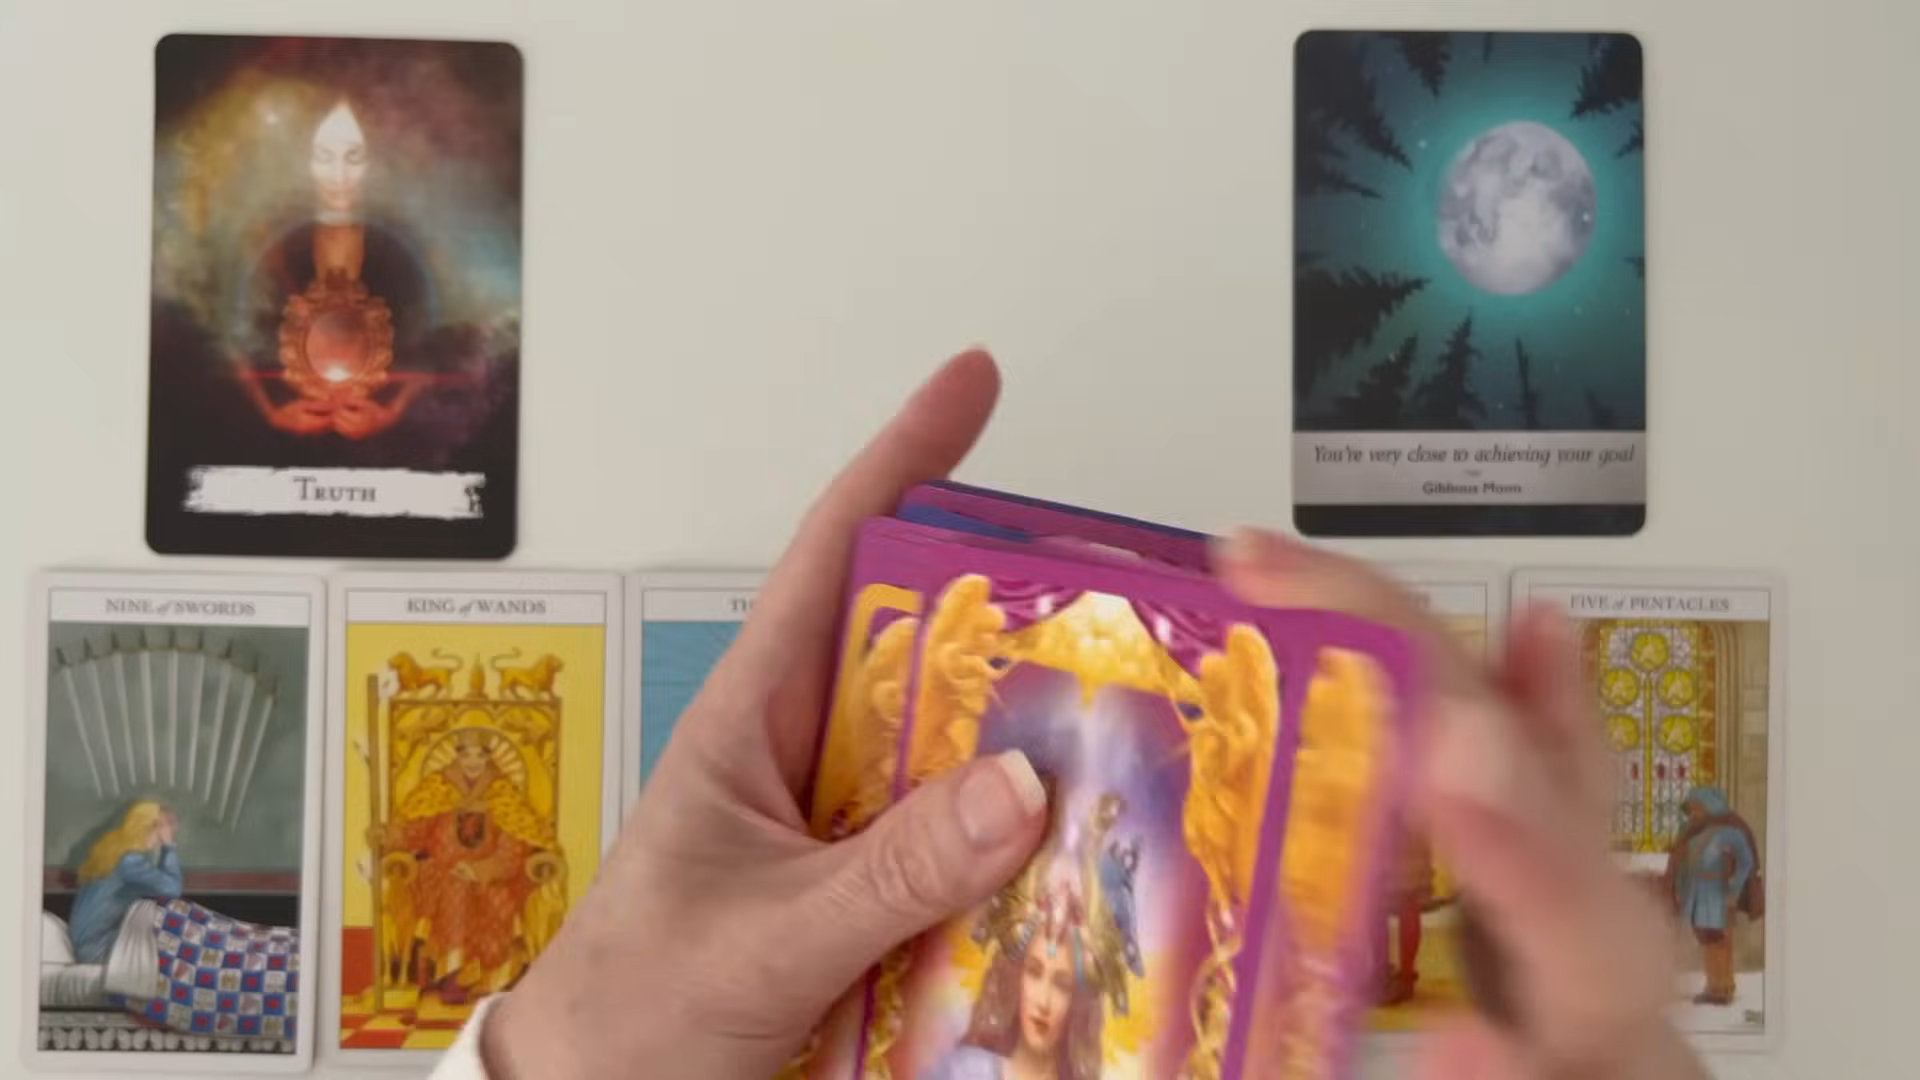 TRUTH
You're very close to achieving your goal
Gibbous Moon
NINE of SWORDS
KING of WANDS
TH
FIVE of PENTACLES